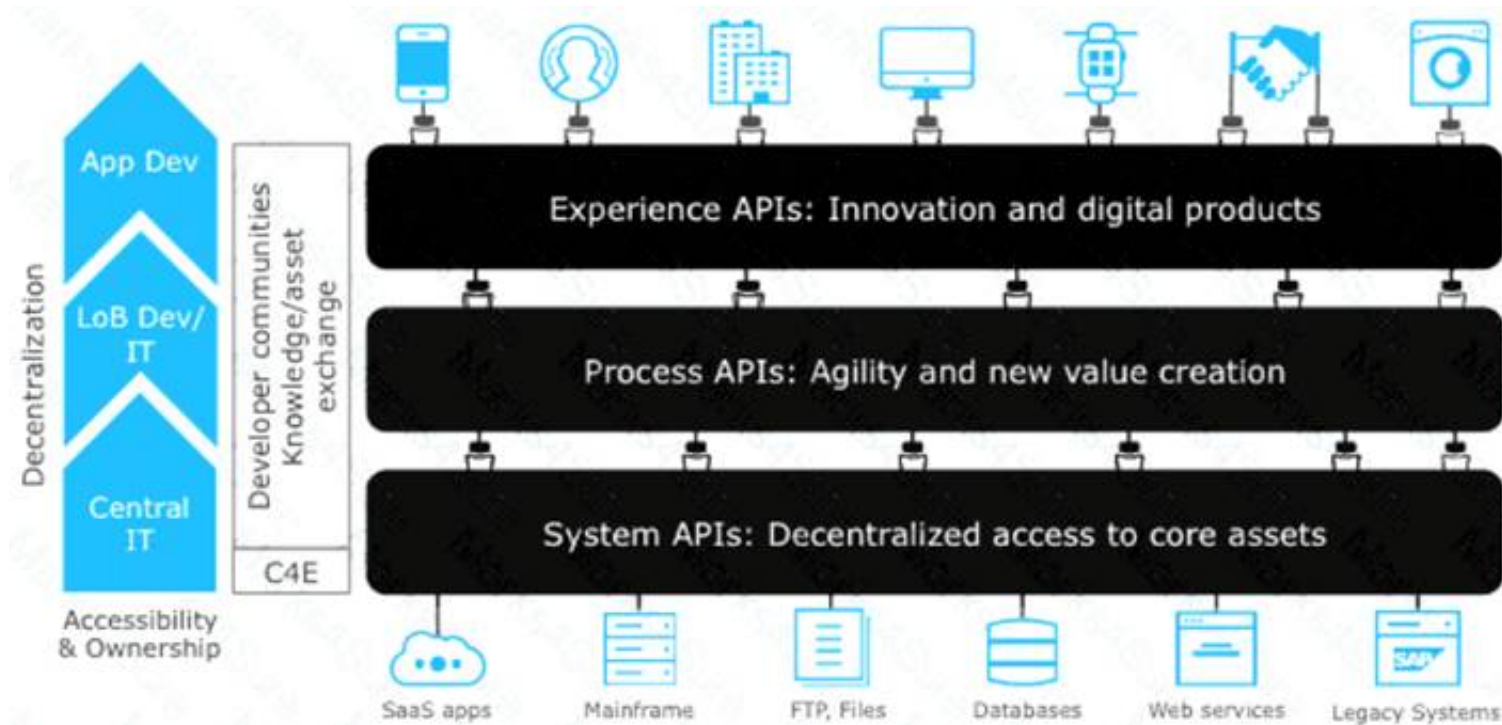 Decentralization
App Dev
LoB Dev/
IT
Central
IT
Accessibility
& Ownership
Developer communities
Knowledge/asset
exchange
C4E
Experience APIs: Innovation and digital products
Process APIs: Agility and new value creation
System APIs: Decentralized access to core assets
SAP
SaaS apps
Mainframe
FTP, Files
Databases
Web services
Legacy Systems